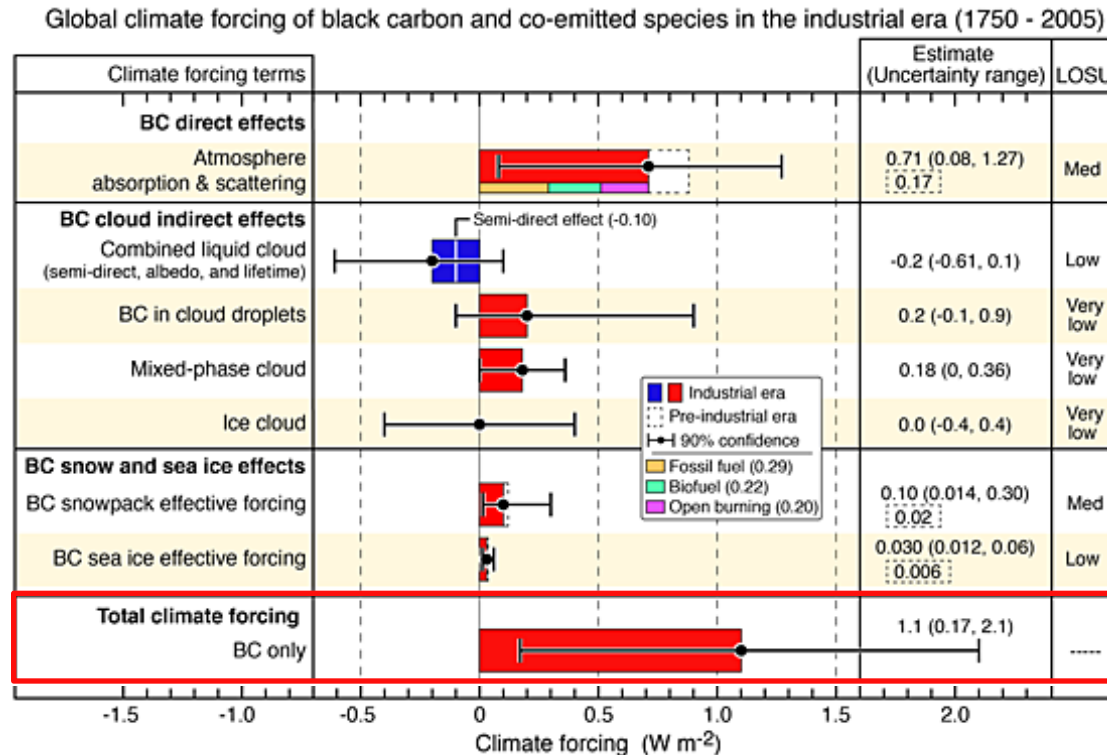 Global climate forcing of black carbon and co-emitted species in the industrial era (1750 - 2005)
Climate forcing terms
Estimate
(Uncertainty range)
LOSU
BC direct effects
Atmosphere
absorption & scattering
0.71 (0.08, 1.27)
0.17
Med
BC cloud indirect effects
Semi-direct effect (-0.10)
Combined liquid cloud
(semi-direct, albedo, and lifetime)
-0.2 (-0.61, 0.1)
Low
BC in cloud droplets
0.2 (-0.1, 0.9)
Very
low
Mixed-phase cloud
0.18 (0, 0.36)
Very
low
Ice cloud
0.0 (-0.4, 0.4)
Very
low
Industrial era
Pre-industrial era
90% confidence
Fossil fuel (0.29)
Biofuel (0.22)
Open burning (0.20)
BC snow and sea ice effects
BC snowpack effective forcing
0.10 (0.014, 0.30)
0.02
Med
BC sea ice effective forcing
0.030 (0.012, 0.06)
0.006
Low
Total climate forcing
BC only
1.1 (0.17, 2.1)
-----
-1.5 -1.0 -0.5 0 0.5 1.0 1.5 2.0
Climate forcing (W m-2)